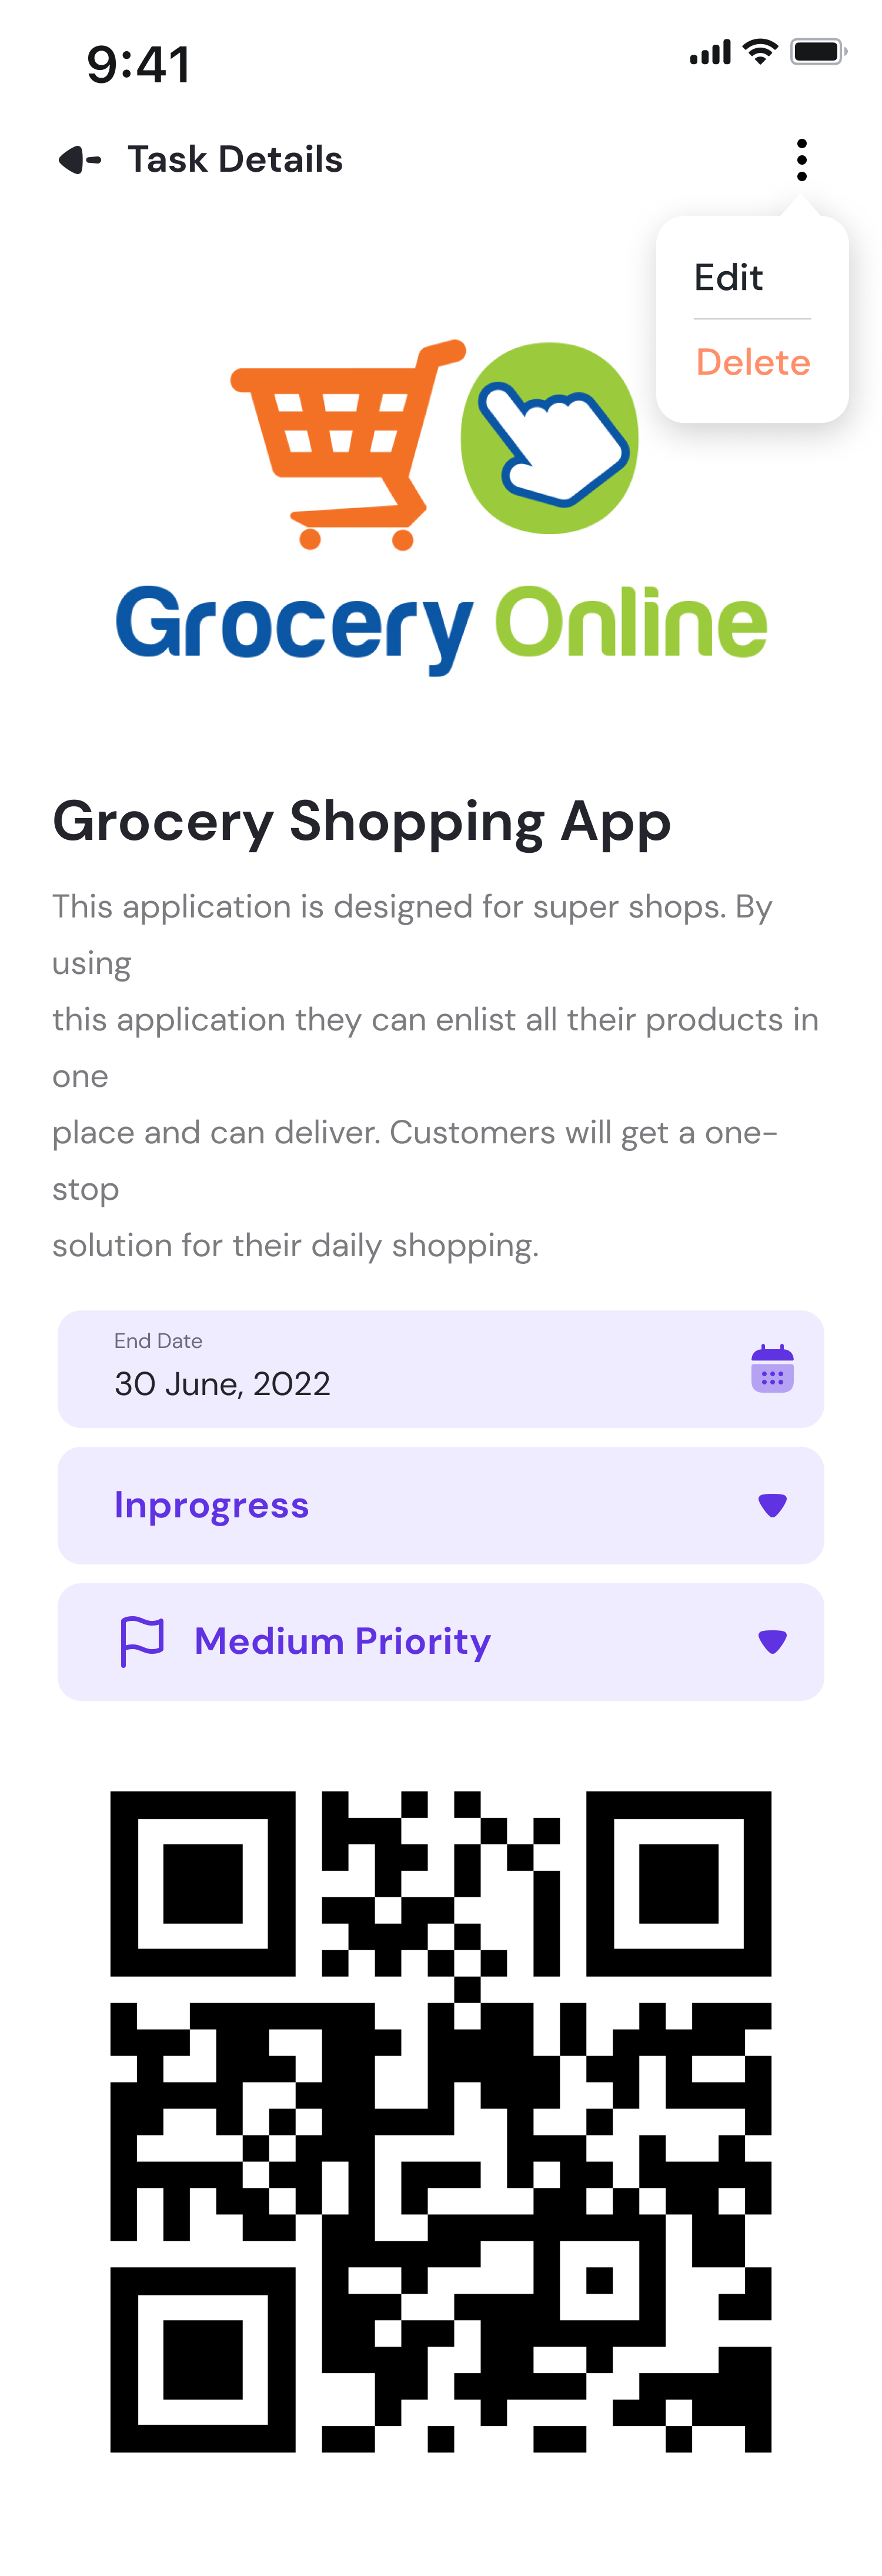 9:41
Task Details
Edit
Delete
Grocery Online
Grocery Shopping App
This application is designed for super shops. By
using
this application they can enlist all their products in
one
place and can deliver. Customers will get a one-
stop
solution for their daily shopping.
End Date
30 June, 2022
Inprogress
Medium Priority